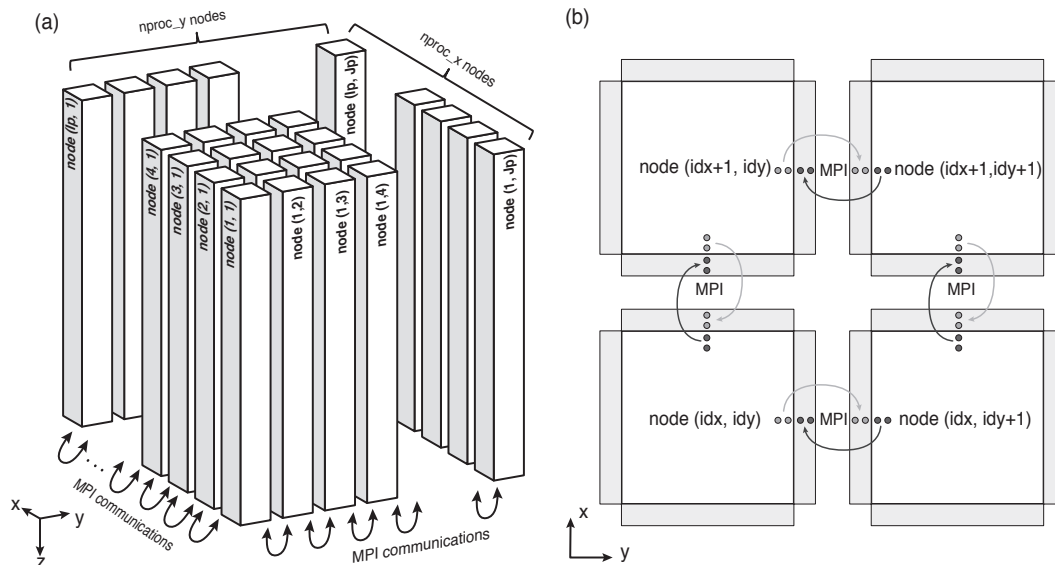 (a)
nproc_y nodes
nproc_x nodes
node (Ip, 1)
node (Ip, Jp)
node (4, 1)
node (3, 1)
node (2, 1)
node (1, 1)
node (1,2)
node (1,3)
node (1,4)
node (1, Jp)
...
MPI communications
MPI communications
x
y
z
(b)
node (idx+1, idy)
MPI
node (idx+1,idy+1)
MPI
MPI
node (idx, idy)
MPI
node (idx, idy+1)
x
y